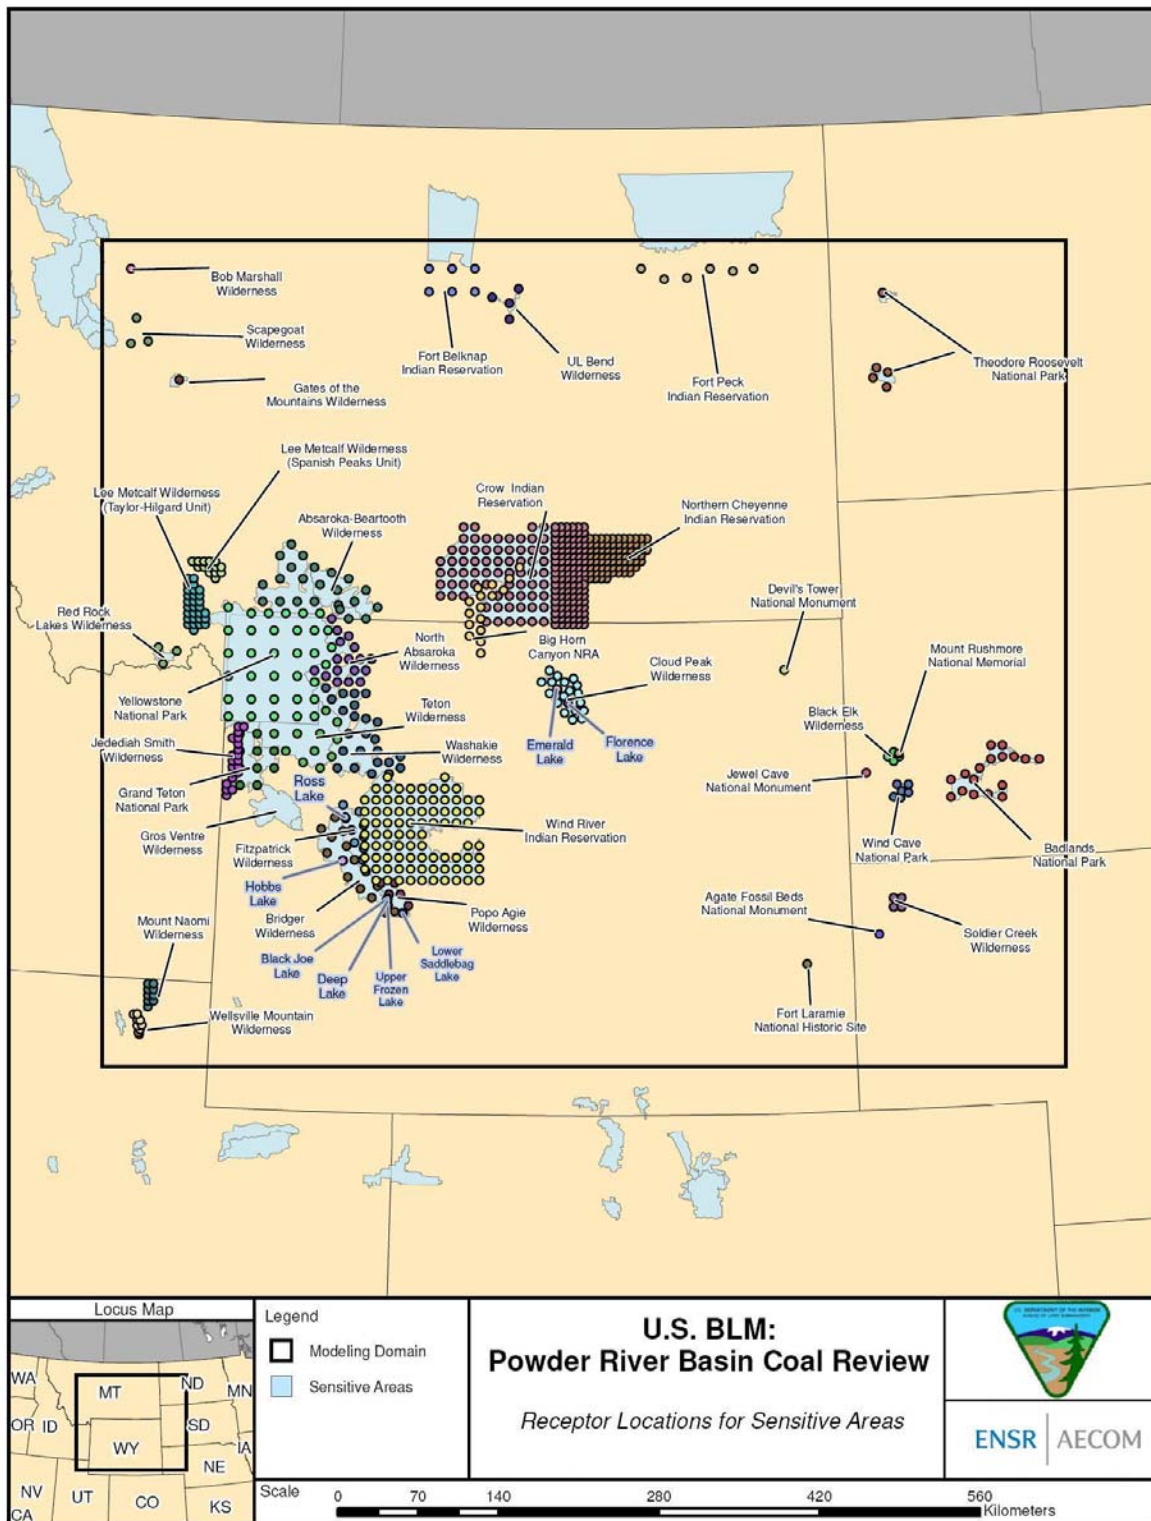 Bob Marshall
Wilderness
Scapegoat
Wilderness
Gates of the
Mountains Wilderness
Fort Belknap
Indian Reservation
UL Bend
Wilderness
Fort Peck
Indian Reservation
Theodore Roosevelt
National Park
Lee Metcalf Wilderness
(Spanish Peaks Unit)
Lee Metcalf Wilderness
(Taylor-Hilgard Unit)
Absaroka-Beartooth
Wilderness
Crow Indian
Reservation
Northern Cheyenne
Indian Reservation
Devil's Tower
National Monument
Red Rock
Lakes Wilderness
North
Absaroka
Wilderness
Big Horn
Canyon NRA
Cloud Peak
Wilderness
Mount Rushmore
National Memorial
Yellowstone
National Park
Teton
Wilderness
Black Elk
Wilderness
Jedediah Smith
Wilderness
Washakie
Wilderness
Emerald
Lake
Florence
Lake
Jewel Cave
National Monument
Grand Teton
National Park
Ross
Lake
Gros Ventre
Wilderness
Fitzpatrick
Wilderness
Wind River
Indian Reservation
Wind Cave
National Park
Badlands
National Park
Hobbs
Lake
Bridger
Wilderness
Popo Agie
Wilderness
Agate Fossil Beds
National Monument
Soldier Creek
Wilderness
Mount Naomi
Wilderness
Black Joe
Lake
Deep
Lake
Upper
Frozen
Lake
Lower
Saddlebag
Lake
Wellsville Mountain
Wilderness
Fort Laramie
National Historic Site
Locus Map
WA
MT
ND
MN
OR
ID
SD
WY
IA
NE
NV
UT
CO
KS
CA
Legend
Modeling Domain
Sensitive Areas
U.S. BLM:
Powder River Basin Coal Review
Receptor Locations for Sensitive Areas
U.S. DEPARTMENT OF THE INTERIOR
BUREAU OF LAND MANAGEMENT
ENSR AECOM
Scale
0 70 140 280 420 560
Kilometers